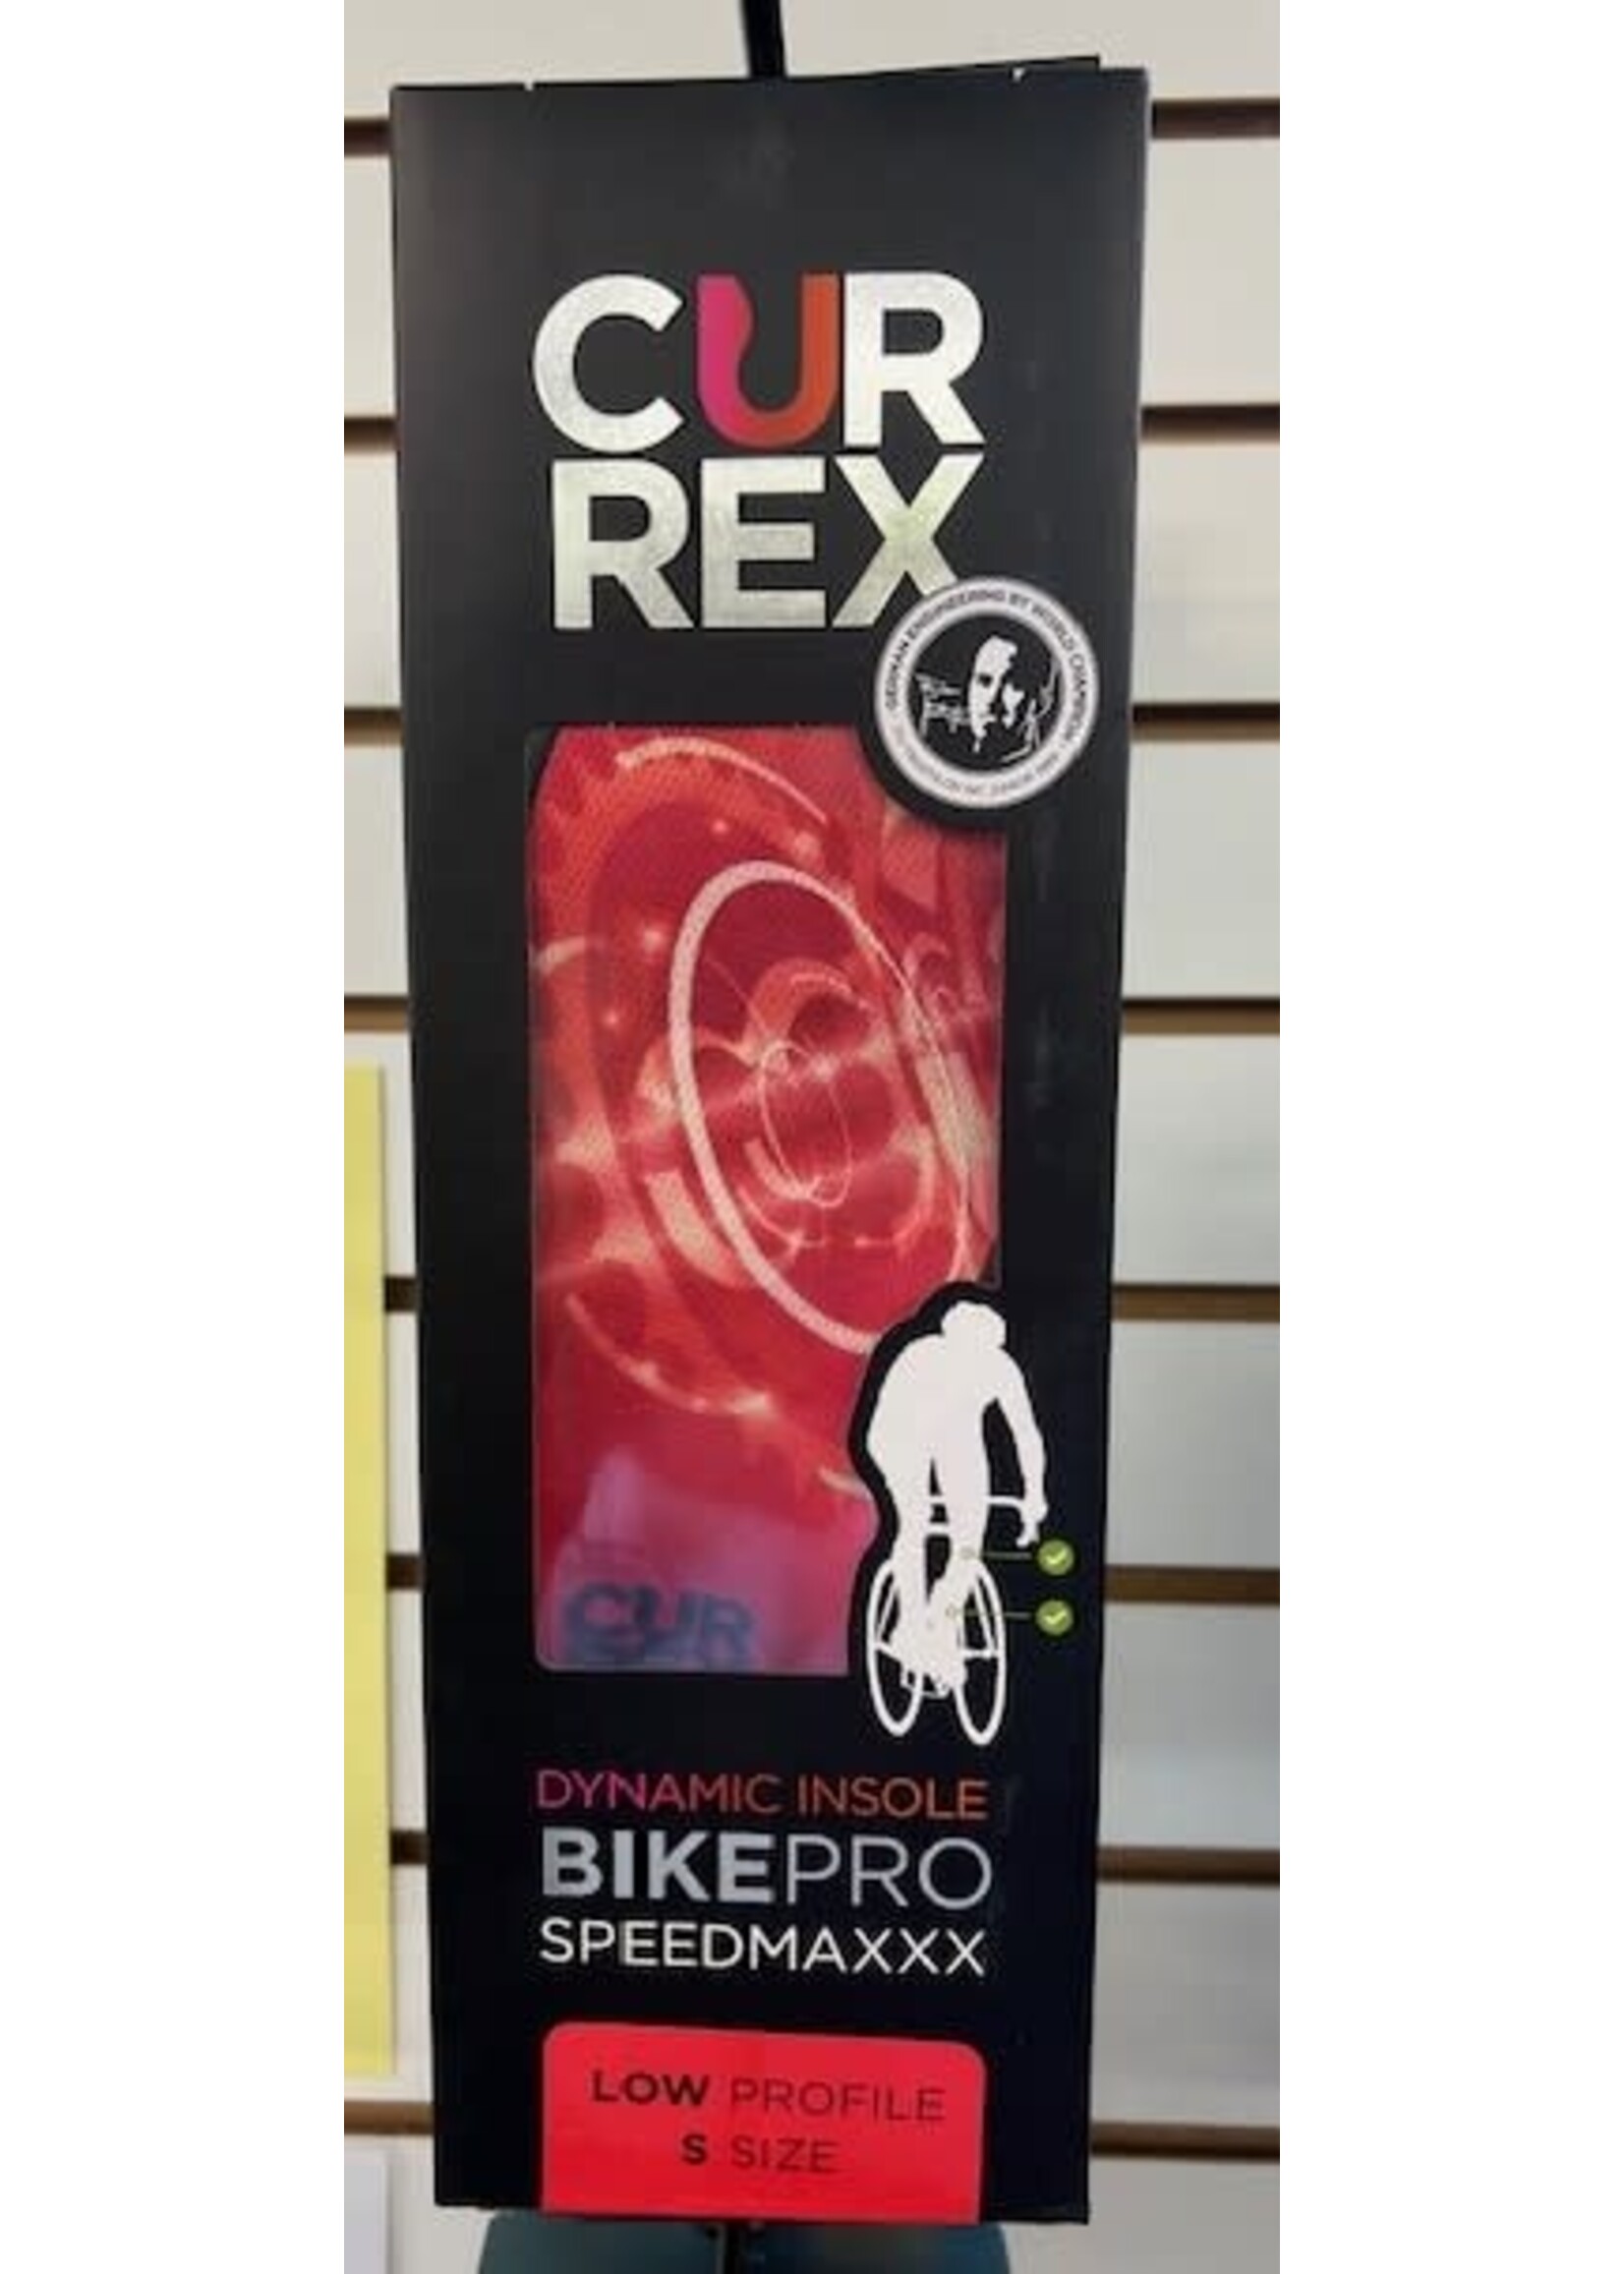 CUR
REX
GERMAN ENGINEERING BY WORLD CHAMPION
CUR
DYNAMIC INSOLE
BIKEPRO
SPEEDMAXXX
LOW PROFILE
S SIZE